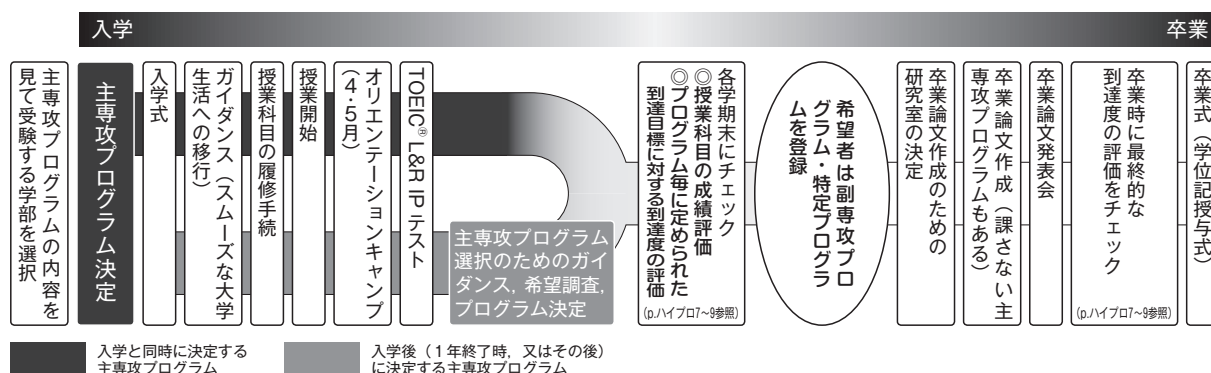 入学
卒業
主専攻プログラムの内容を
見て受験する学部を選択
主専攻プログラム決定
入学式
ガイダンス（スムーズな大学
生活への移行）
授業科目の履修手続
授業開始
オリエンテーションキャンプ
（4・5月）
TOEIC® L&R IP テスト
主専攻プログラム
選択のためのガイ
ダンス，希望調査，
プログラム決定
各学期末にチェック
◎授業科目の成績評価
◎プログラム毎に定められた
到達目標に対する到達度の評価
(p.ハイプロ7～9参照)
希望者は副専攻プロ
グラム・特定プログラ
ムを登録
卒業論文作成のための
研究室の決定
卒業論文作成（課さない主
専攻プログラムもある）
卒業論文発表会
卒業時に最終的な
到達度の評価をチェック
(p.ハイプロ7～9参照)
卒業式（学位記授与式）
入学と同時に決定する
主専攻プログラム
入学後（1年終了時，又はその後）
に決定する主専攻プログラム